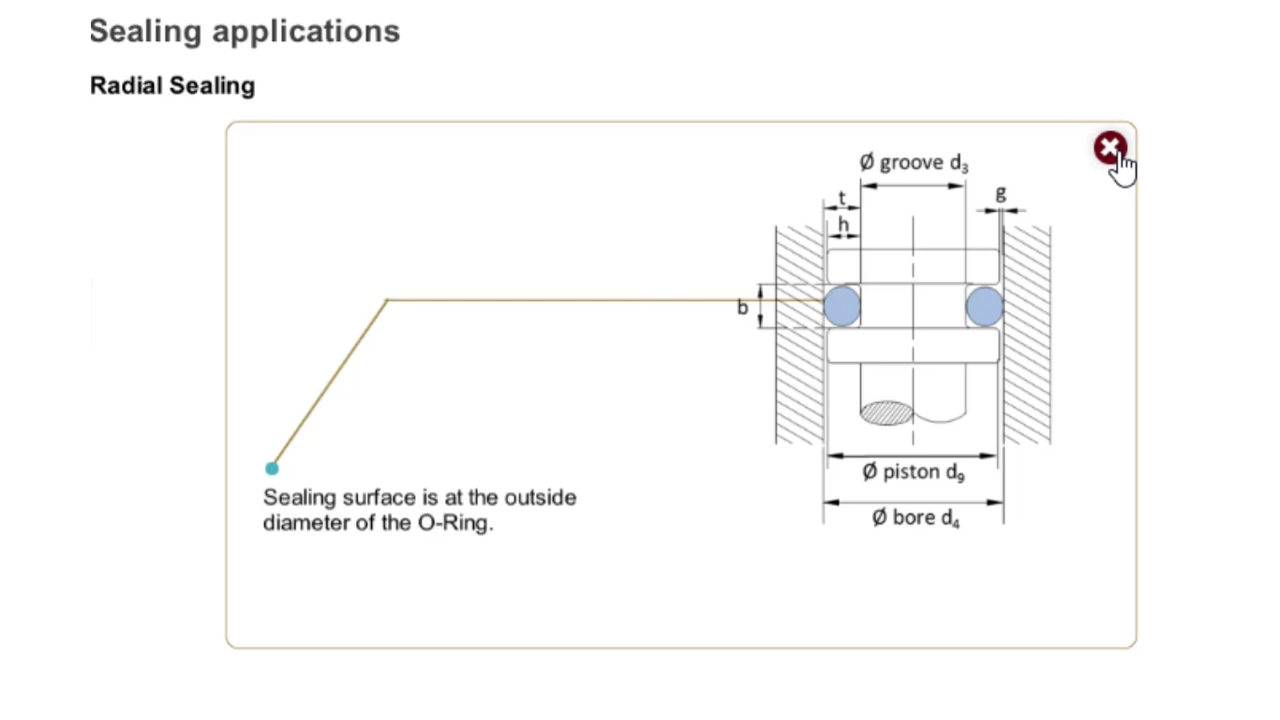 Sealing applications
Radial Sealing
Ø groove d₃
t
g
h
b
Ø piston d₉
Sealing surface is at the outside
diameter of the O-Ring.
Ø bore d₄